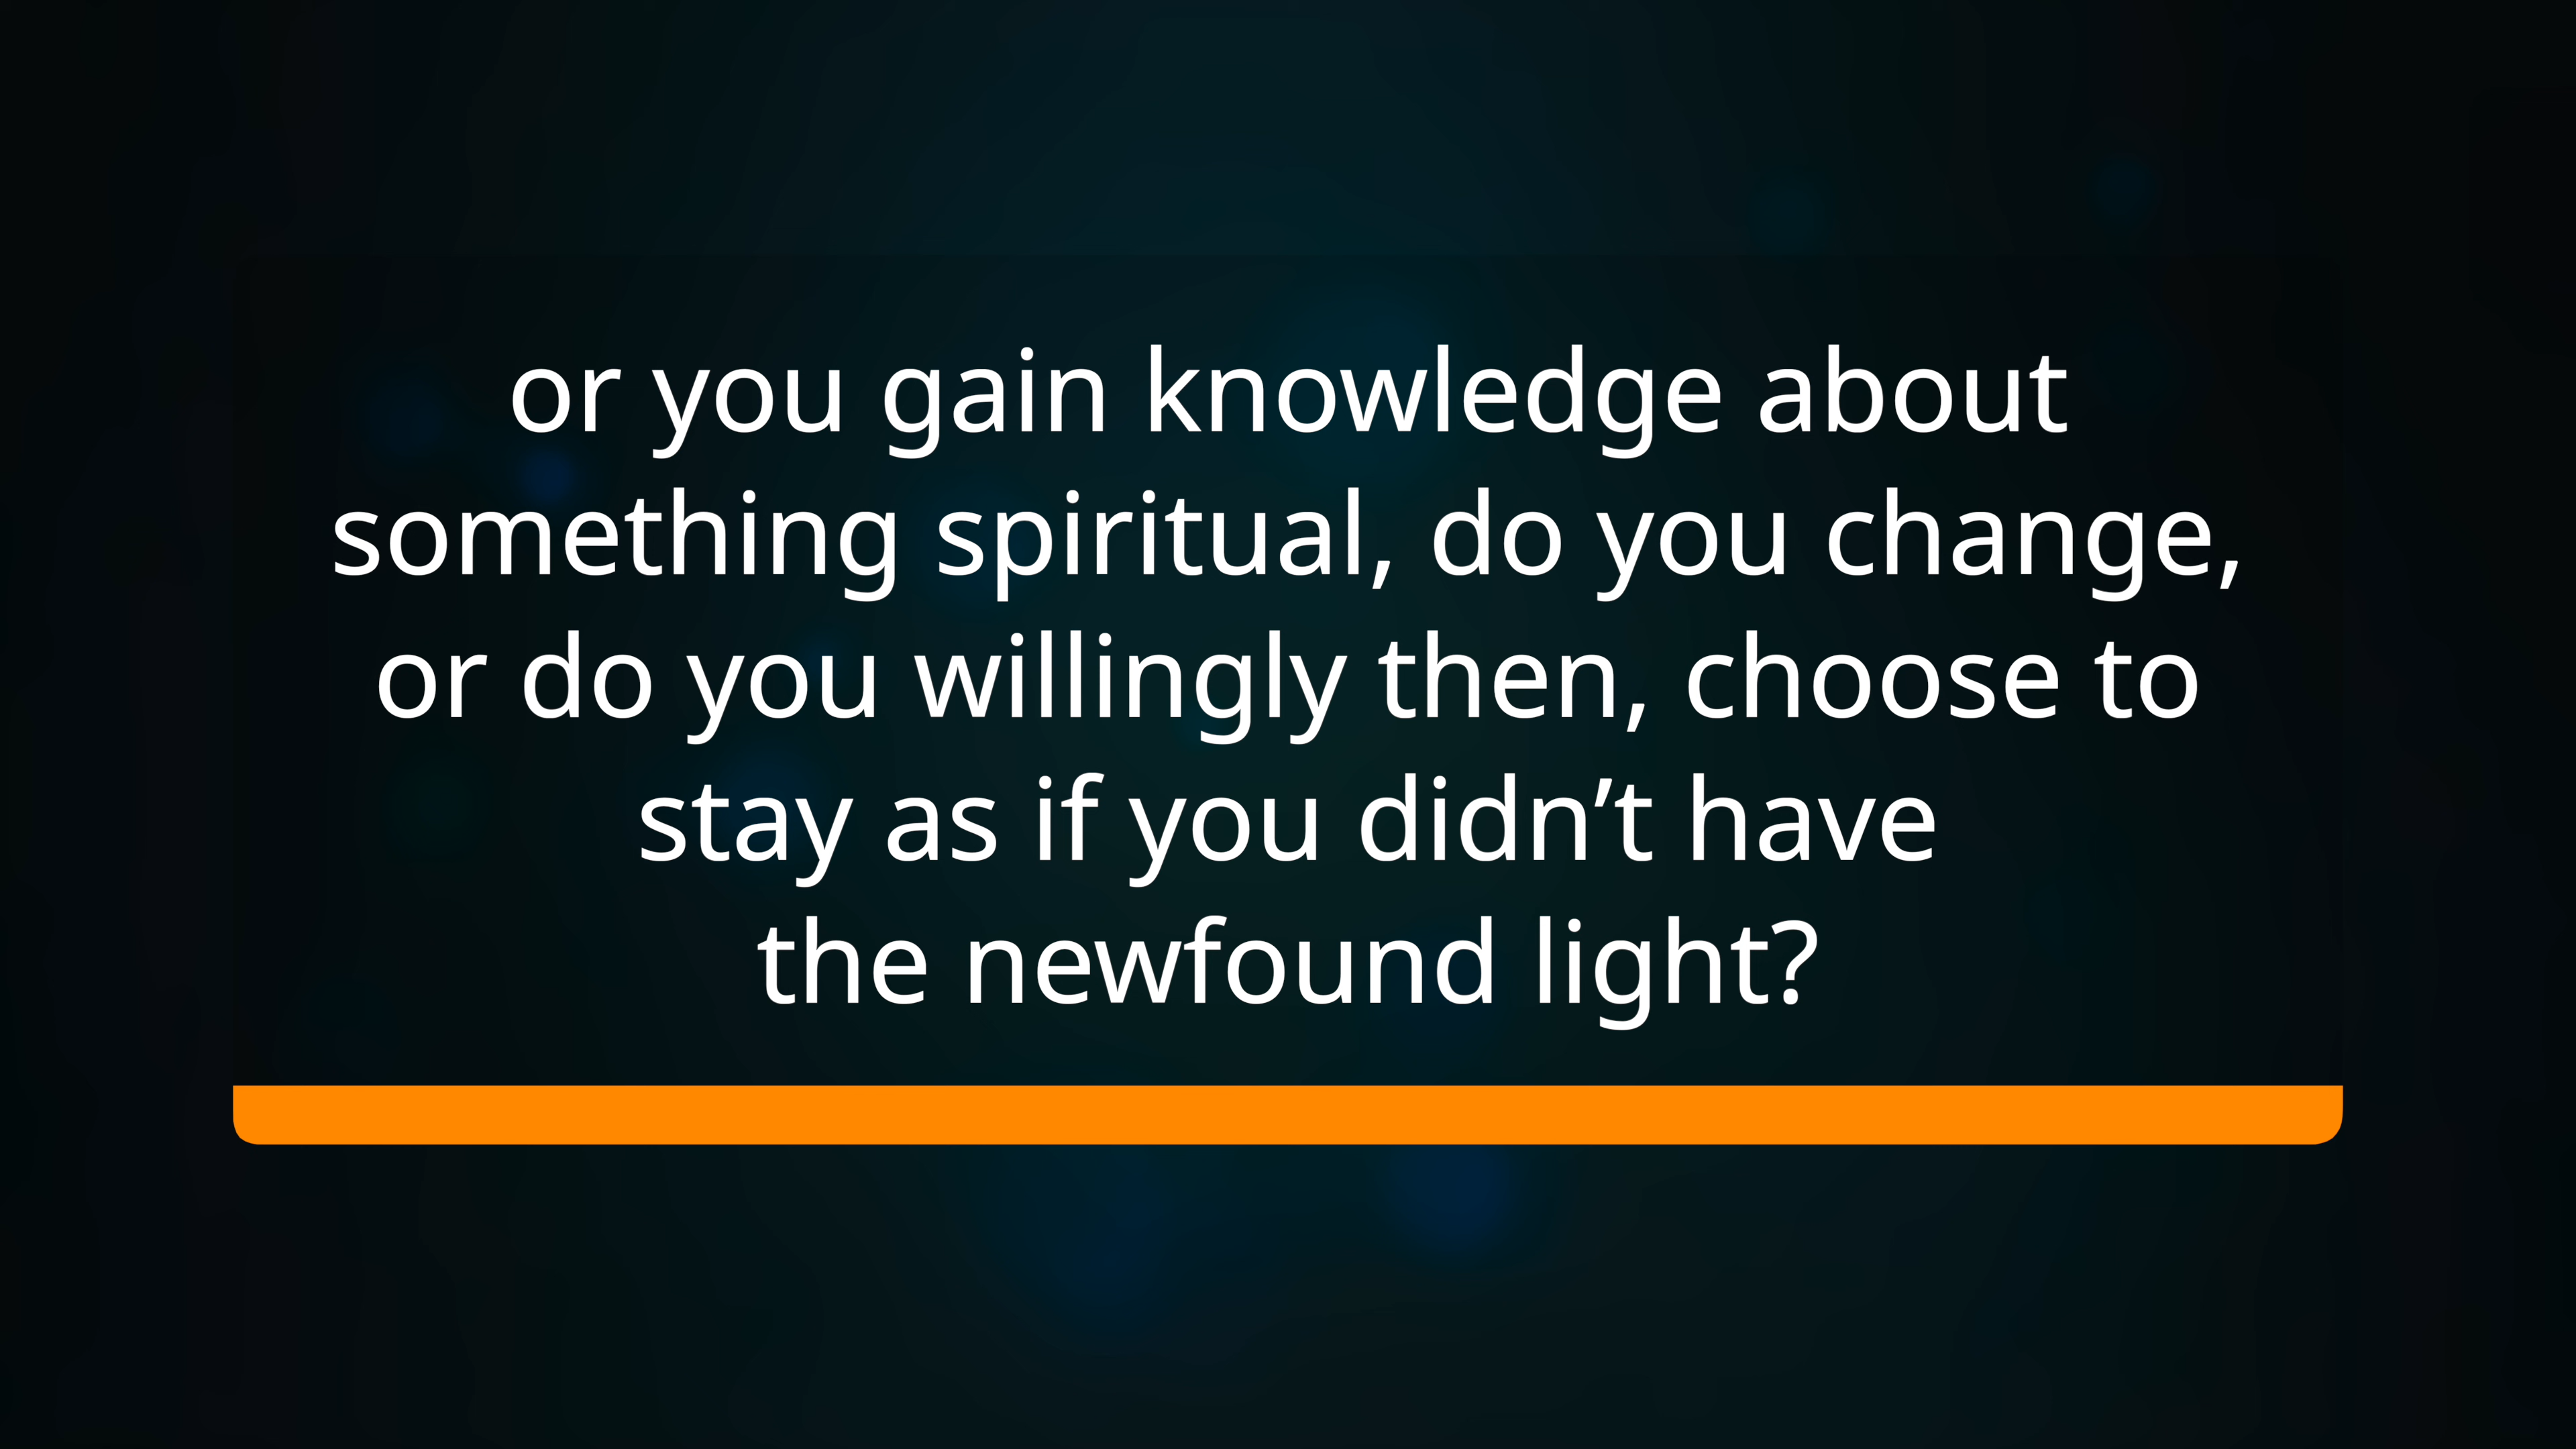 or you gain knowledge about
something spiritual, do you change,
or do you willingly then, choose to
stay as if you didn’t have
the newfound light?